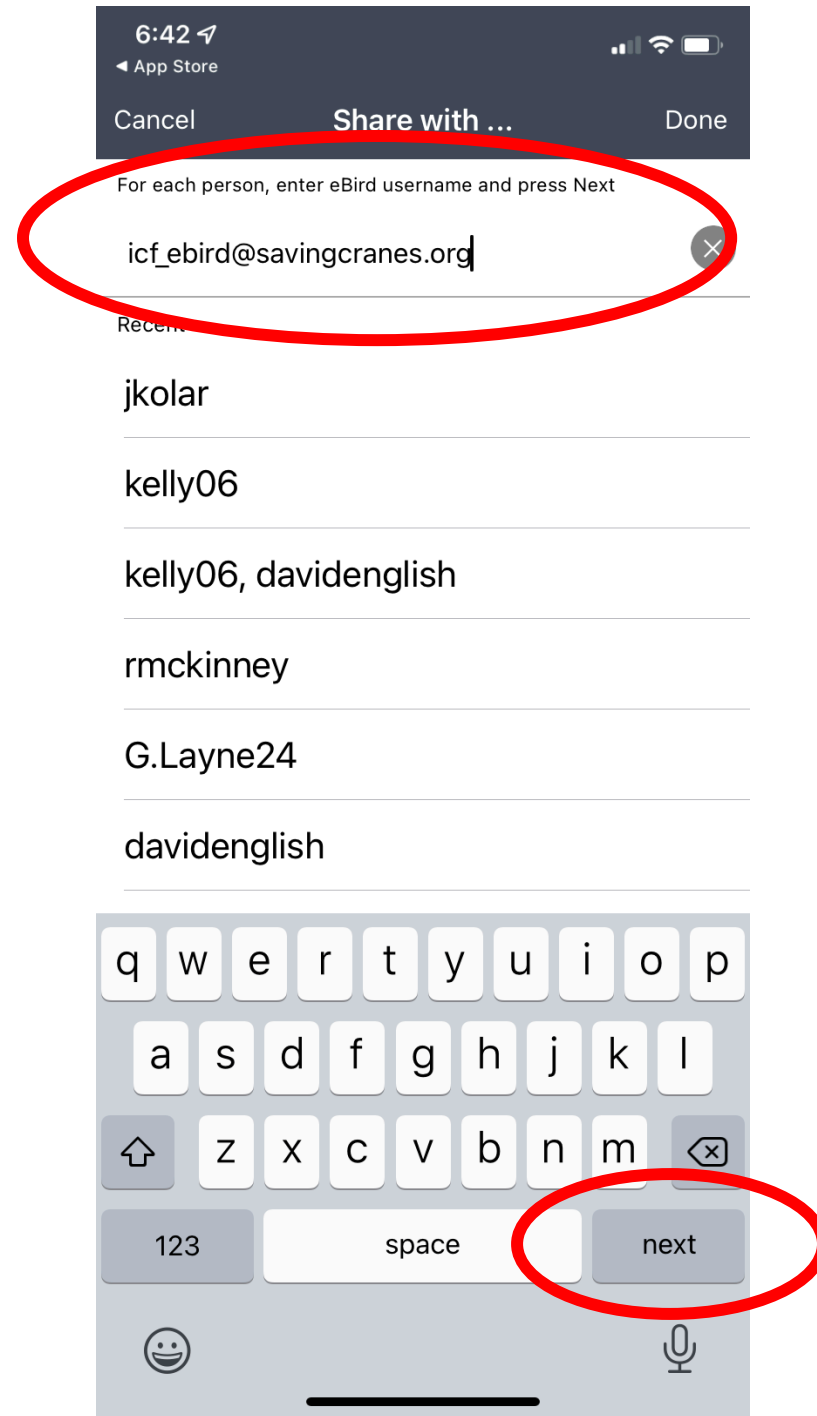 6:42
App Store
Cancel Share with ... Done
For each person, enter eBird username and press Next
icf_ebird@savingcranes.org
Recent
jkolar
kelly06
kelly06, davidenglish
rmckinney
G.Layne24
davidenglish
q w e r t y u i o p
a s d f g h j k l
z x c v b n m
123 space next